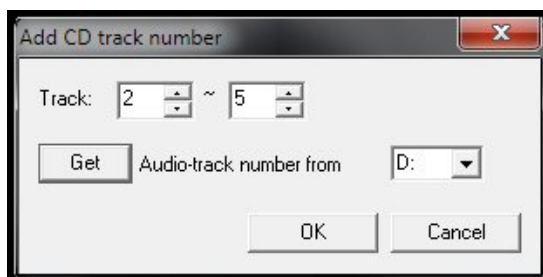 Add CD track number
Track: 2 ~ 5
Get Audio-track number from D:
OK Cancel